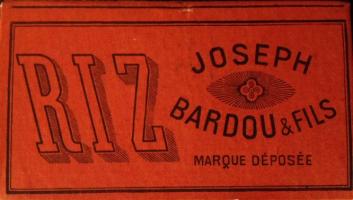 RIZ
JOSEPH
BARDOU & FILS
MARQUE DÉPOSÉE